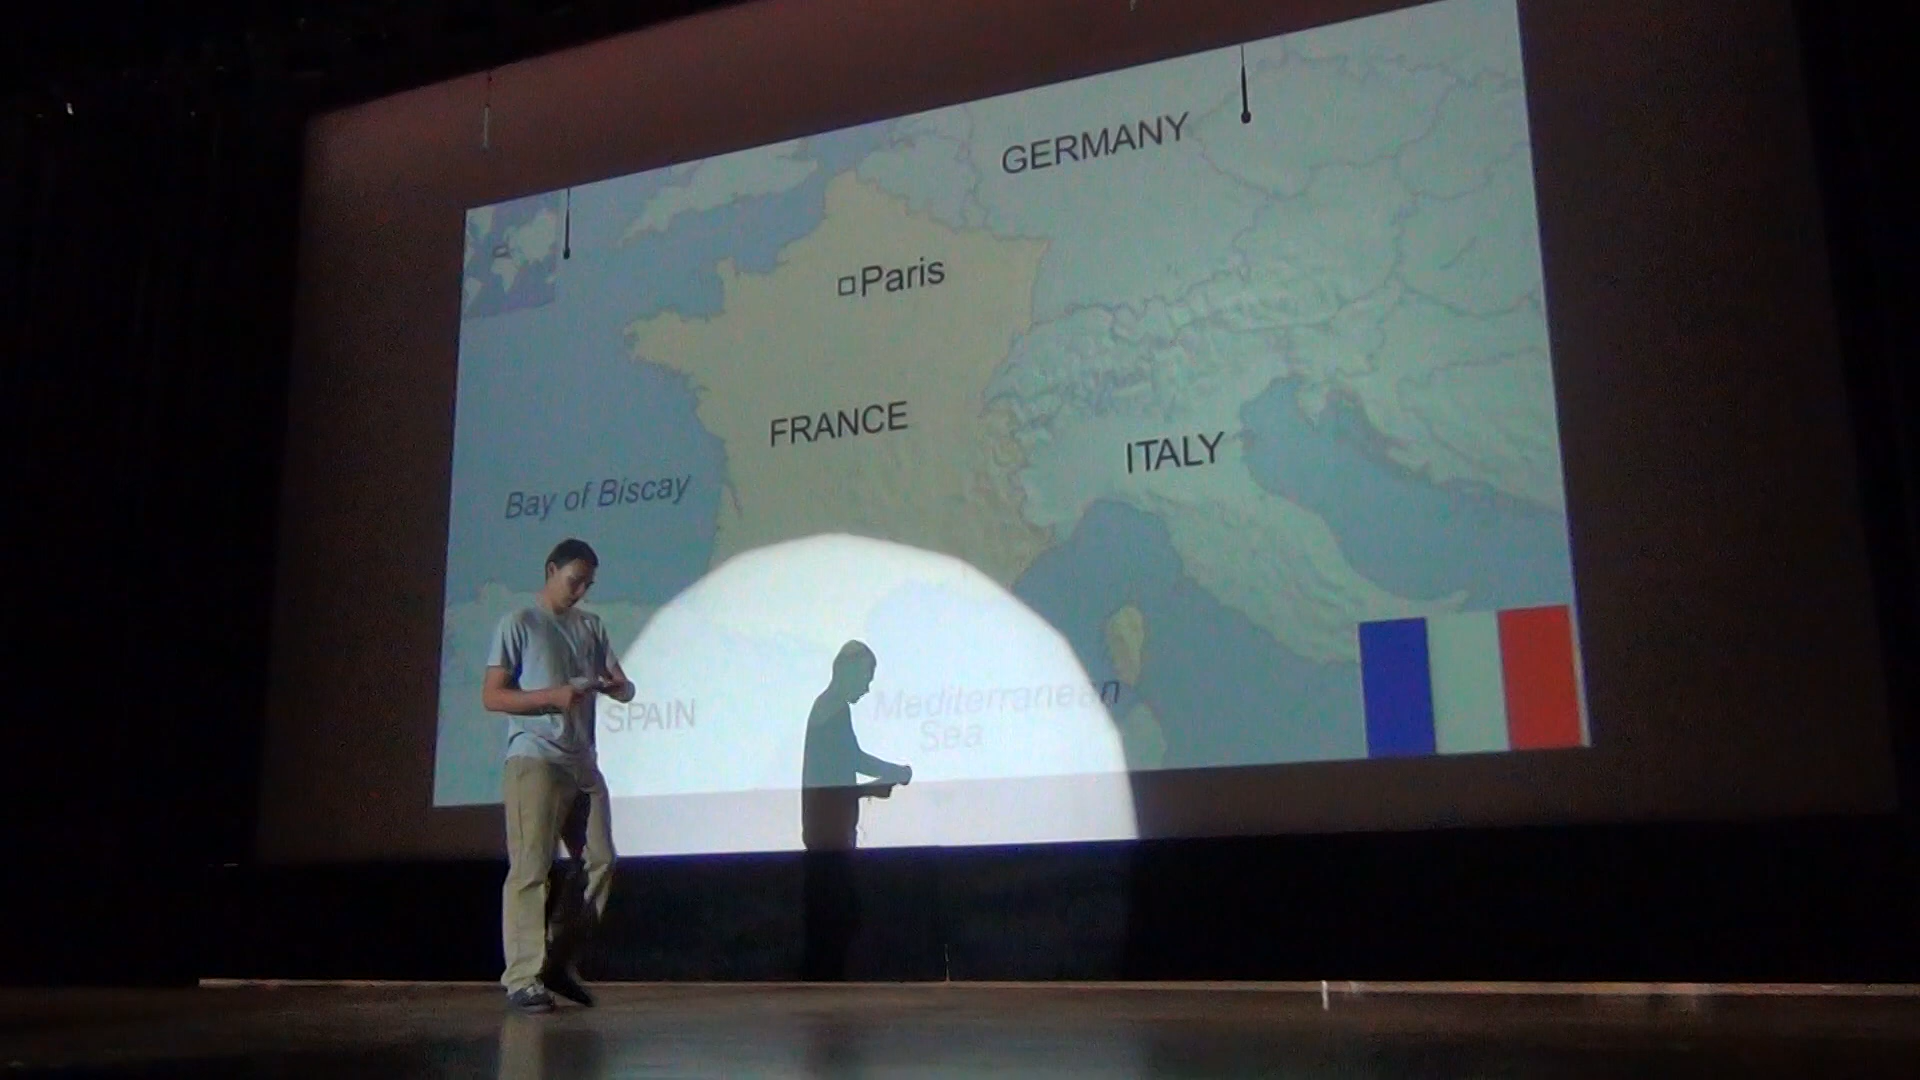 GERMANY
Paris
FRANCE
ITALY
Bay of Biscay
SPAIN
Mediterranean
Sea